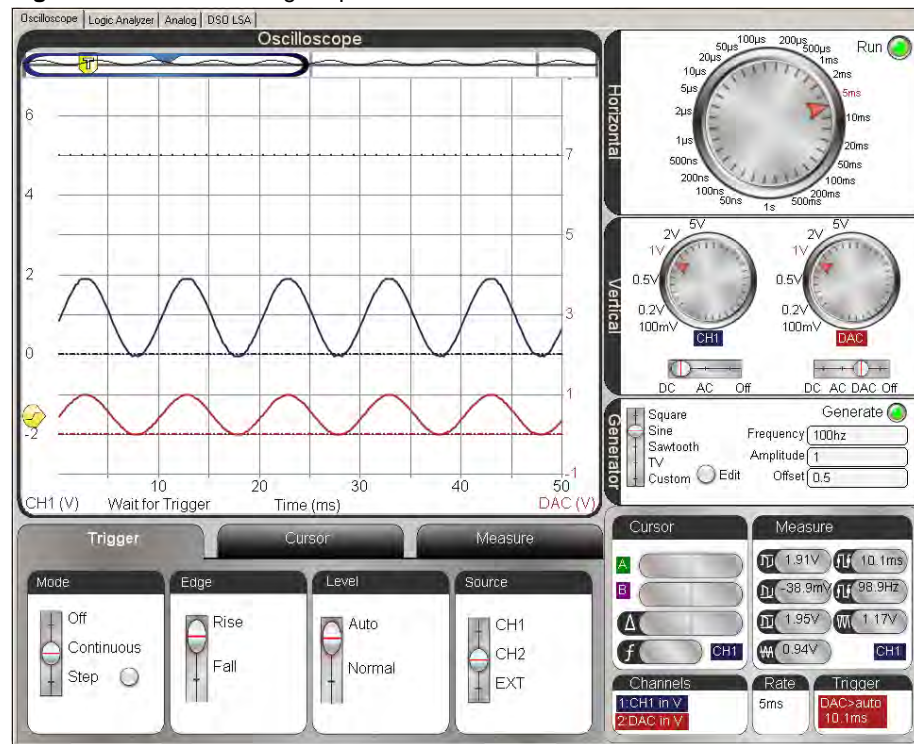 Oscilloscope Logic Analyzer Analog DSO LSA
Oscilloscope
T
6
4
2
0
-2
7
5
3
1
-1
10 20 30 40 50
CH1 (V) Wait for Trigger Time (ms) DAC (V)
Horizontal
Run
50ns
100ns
200ns
500ns
1µs
2µs
5µs
10µs
20µs
50µs
100µs
200µs
500µs
1ms
2ms
5ms
10ms
20ms
50ms
100ms
200ms
500ms
1s
Vertical
5V
2V
1V
0.5V
0.2V
100mV
CH1
DC AC Off
5V
2V
1V
0.5V
0.2V
100mV
DAC
DC AC DAC Off
Generator
Square
Sine
Sawtooth
TV
Custom
Edit
Generate
Frequency 100hz
Amplitude 1
Offset 0.5
Trigger Cursor Measure
Mode
Off
Continuous
Step
Edge
Rise
Fall
Level
Auto
Normal
Source
CH1
CH2
EXT
Cursor
A
B
Δ
f CH1
Measure
1.91V 10.1ms
-38.9mV 98.9Hz
1.95V 1.17V
0.94V CH1
Channels
1:CH1 in V
2:DAC in V
Rate
5ms
Trigger
DAC>auto
10.1ms